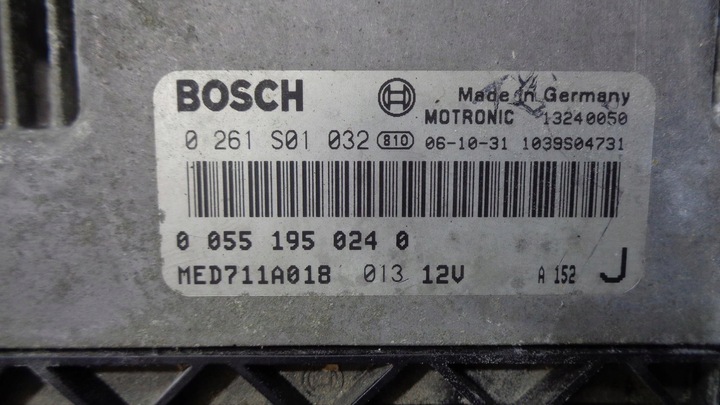 BOSCH Made in Germany
MOTRONIC 13240050
0 261 S01 032 810 06-10-31 1039S04731
0 055 195 024 0
MED711A018 013 12V A 152 J